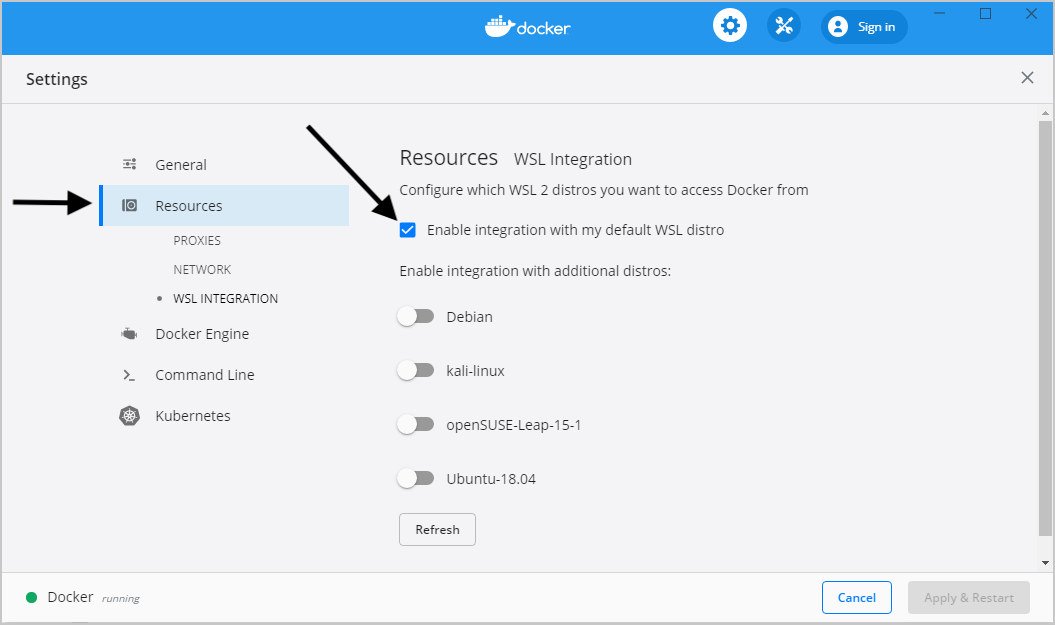 docker
Sign in
Settings
General
Resources
PROXIES
NETWORK
WSL INTEGRATION
Docker Engine
Command Line
Kubernetes
Resources WSL Integration
Configure which WSL 2 distros you want to access Docker from
Enable integration with my default WSL distro
Enable integration with additional distros:
Debian
kali-linux
openSUSE-Leap-15-1
Ubuntu-18.04
Refresh
Docker running
Cancel
Apply & Restart